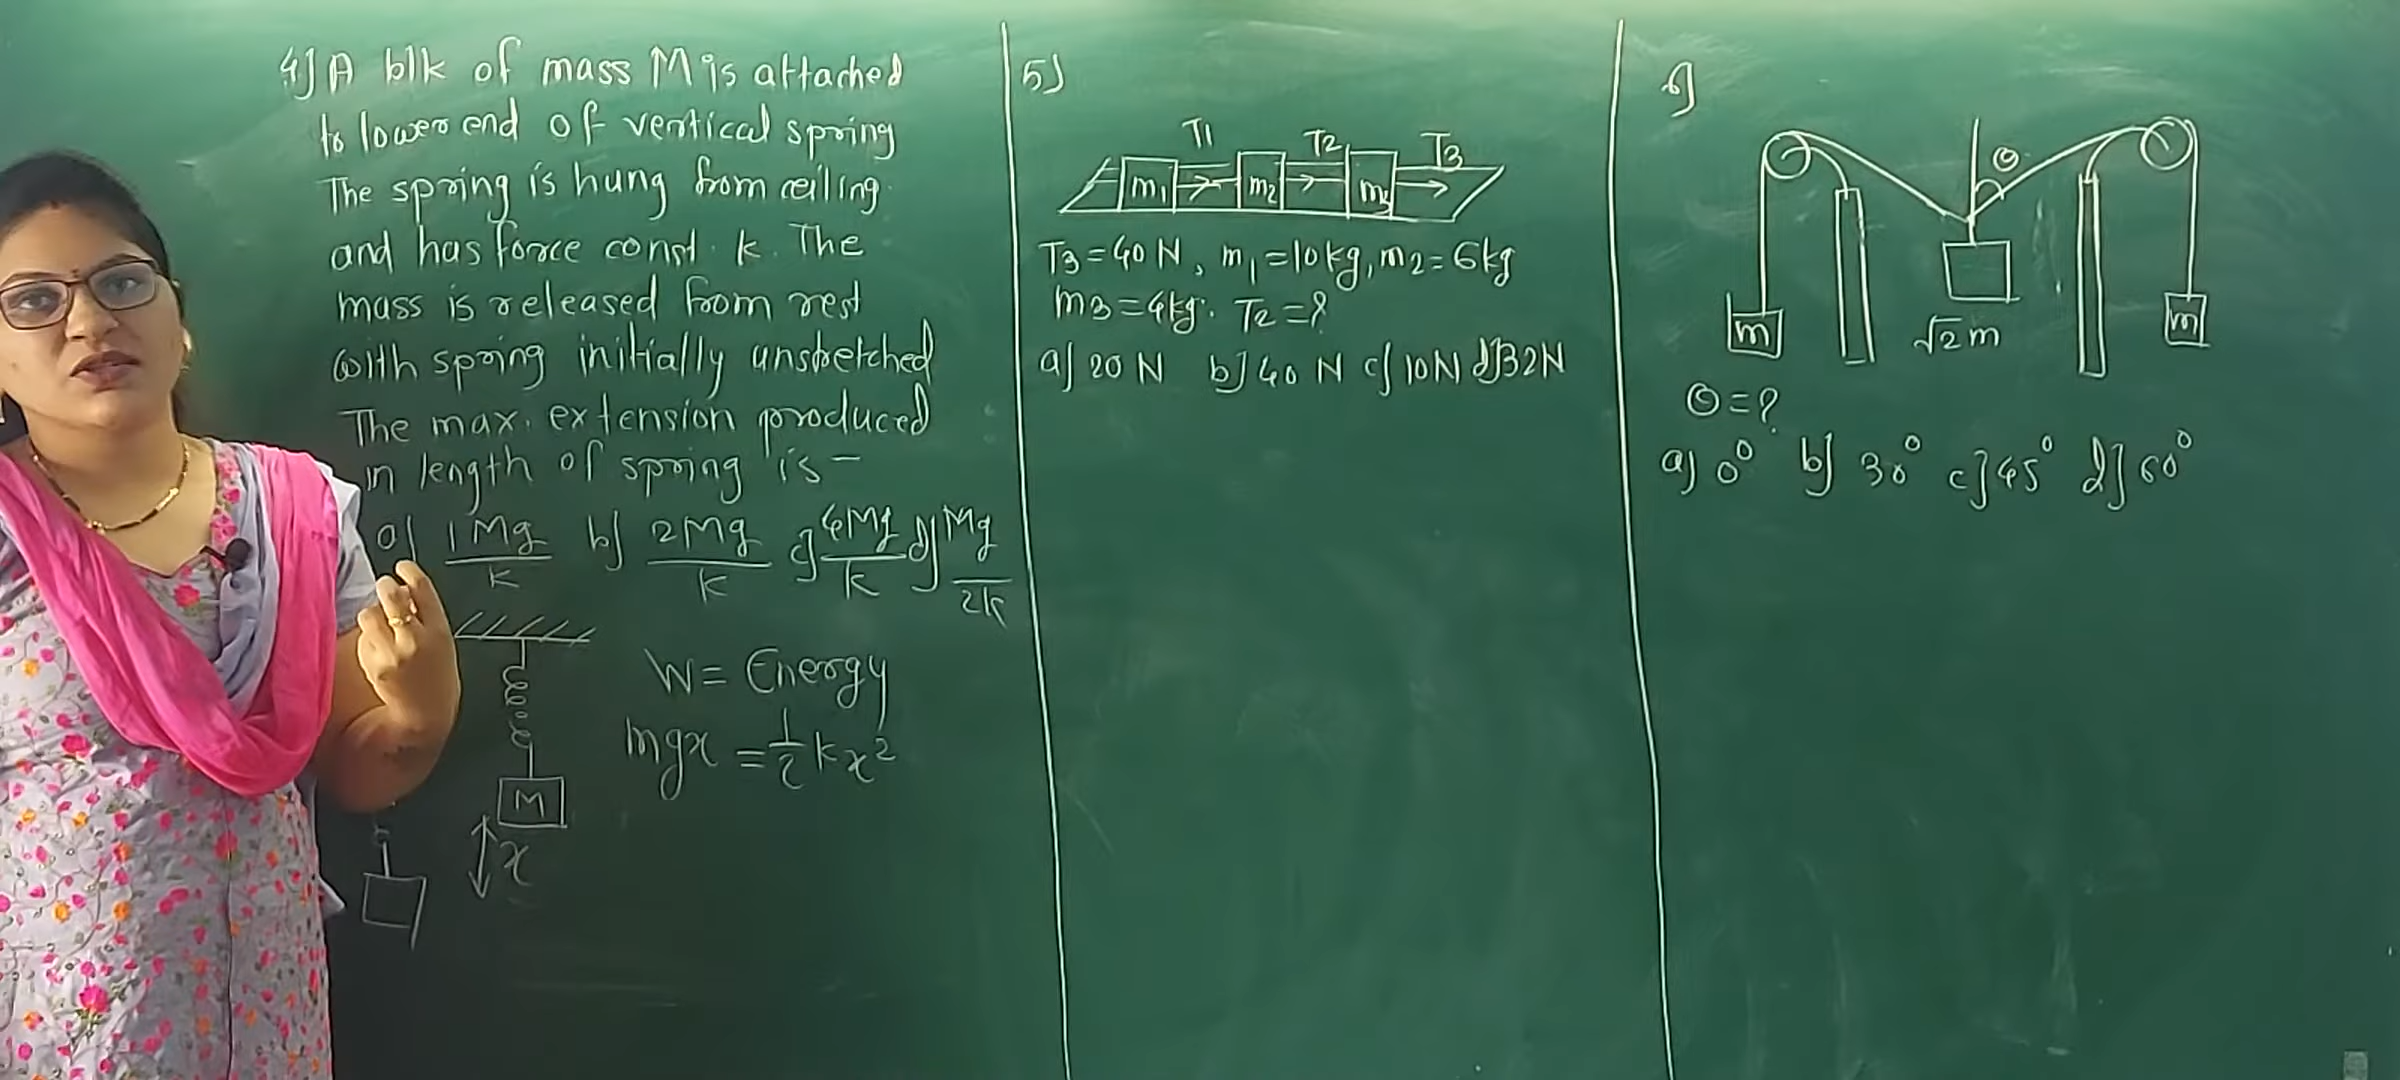 4] A blk of mass M is attached
to lower end of vertical spring
The spring is hung from ceiling.
and has force const. k. The
mass is released from rest
with spring initially unstretched
The max. extension produced
in length of spring is -
a] 1Mg/k b] 2Mg/k c] 4Mg/k d] Mg/2k
M
x
W = Energy
mgx = 1/2 kx²
5]
T1 T2 T3
m1 m2 m3
T3 = 40 N, m1 = 10kg, m2 = 6kg
m3 = 4kg. T2 = ?
a] 20 N b] 40 N c] 10N d] 32N
6]
θ
m √2 m m
θ = ?
a] 0° b] 30° c] 45° d] 60°